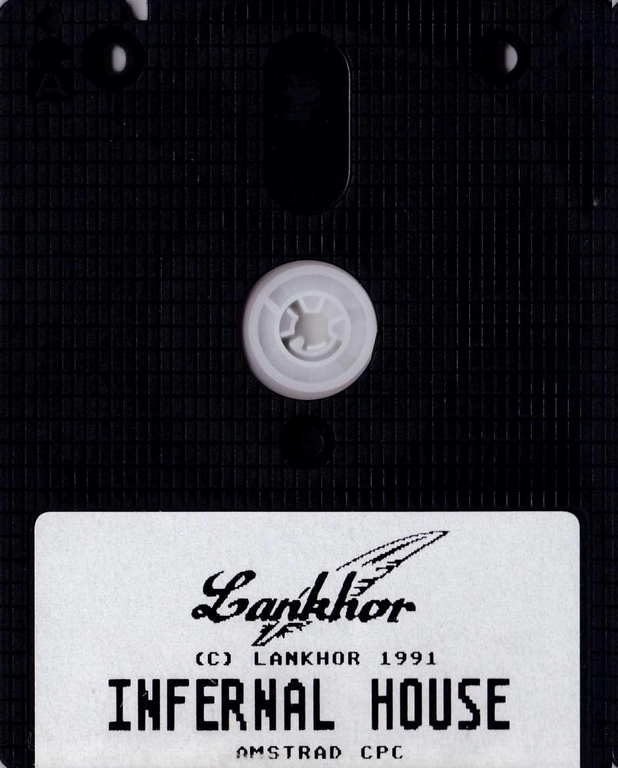 A
Lankhor
(C) LANKHOR 1991
INFERNAL HOUSE
AMSTRAD CPC